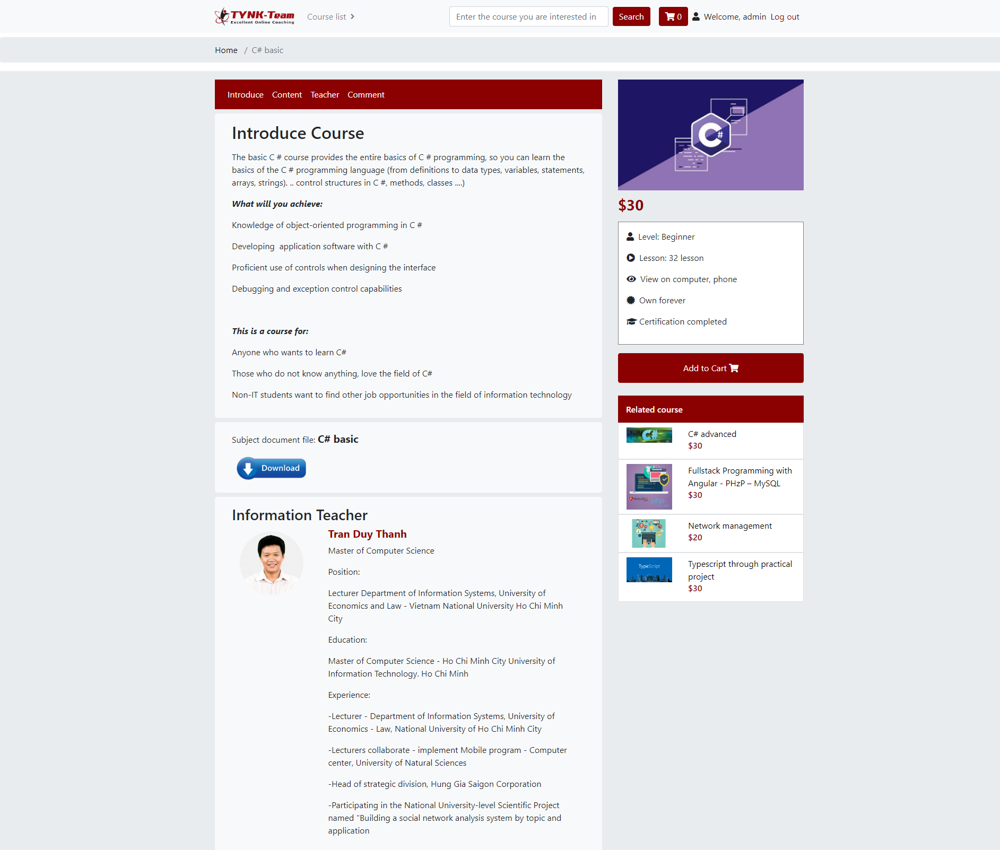 TYNK-Team
Excellent Online Coaching
Course list
Enter the course you are interested in
Search
0
Welcome, admin
Log out
Home / C# basic
Introduce Content Teacher Comment
Introduce Course
The basic C # course provides the entire basics of C # programming, so you can learn the
basics of the C # programming language (from definitions to data types, variables, statements,
arrays, strings). .. control structures in C #, methods, classes ....)
What will you achieve:
Knowledge of object-oriented programming in C #
Developing  application software with C #
Proficient use of controls when designing the interface
Debugging and exception control capabilities
This is a course for:
Anyone who wants to learn C#
Those who do not know anything, love the field of C#
Non-IT students want to find other job opportunities in the field of information technology
Subject document file: C# basic
Download
Information Teacher
Tran Duy Thanh
Master of Computer Science
Position:
Lecturer Department of Information Systems, University of
Economics and Law - Vietnam National University Ho Chi Minh
City
Education:
Master of Computer Science - Ho Chi Minh City University of
Information Technology. Ho Chi Minh
Experience:
-Lecturer - Department of Information Systems, University of
Economics - Law, National University of Ho Chi Minh City
-Lecturers collaborate - implement Mobile program - Computer
center, University of Natural Sciences
-Head of strategic division, Hung Gia Saigon Corporation
-Participating in the National University-level Scientific Project
named "Building a social network analysis system by topic and
application
C#
$30
Level: Beginner
Lesson: 32 lesson
View on computer, phone
Own forever
Certification completed
Add to Cart
Related course
C#
C# advanced
$30
ANGULAR
php
Fullstack Programming with
Angular - PHzP – MySQL
$30
Network management
$20
TypeScript
Typescript through practical
project
$30